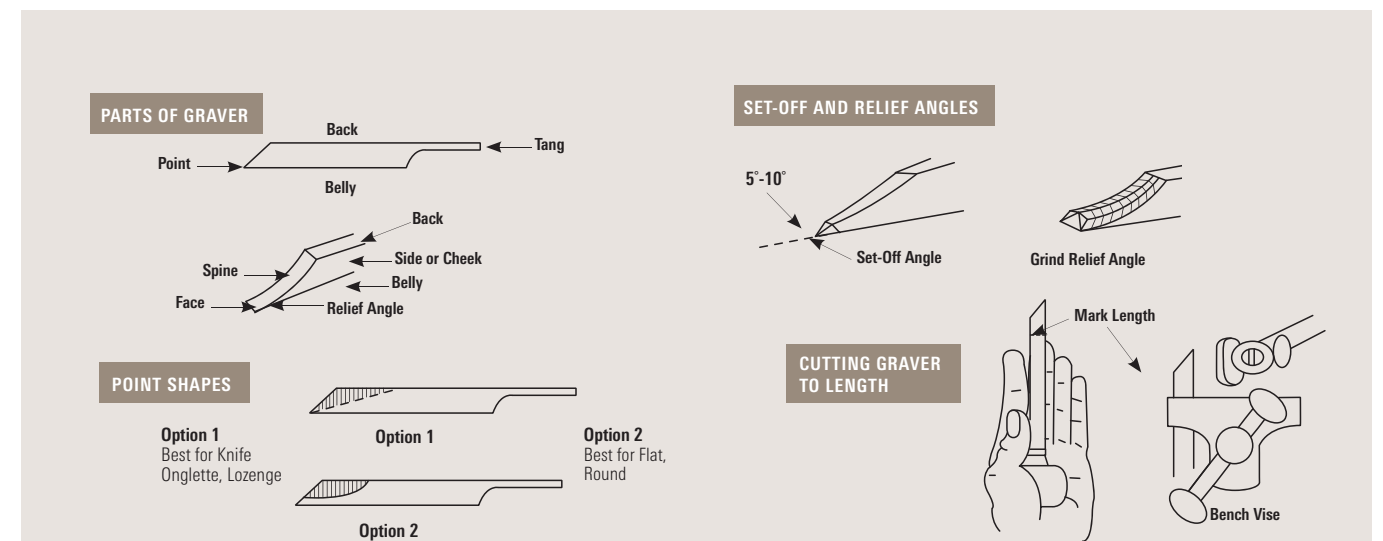 PARTS OF GRAVER
Back
Point
Tang
Belly
Back
Spine
Side or Cheek
Belly
Face
Relief Angle
POINT SHAPES
Option 1
Best for Knife
Onglette, Lozenge
Option 1
Option 2
Best for Flat,
Round
Option 2
SET-OFF AND RELIEF ANGLES
5°-10°
Set-Off Angle
Grind Relief Angle
CUTTING GRAVER
TO LENGTH
Mark Length
Bench Vise